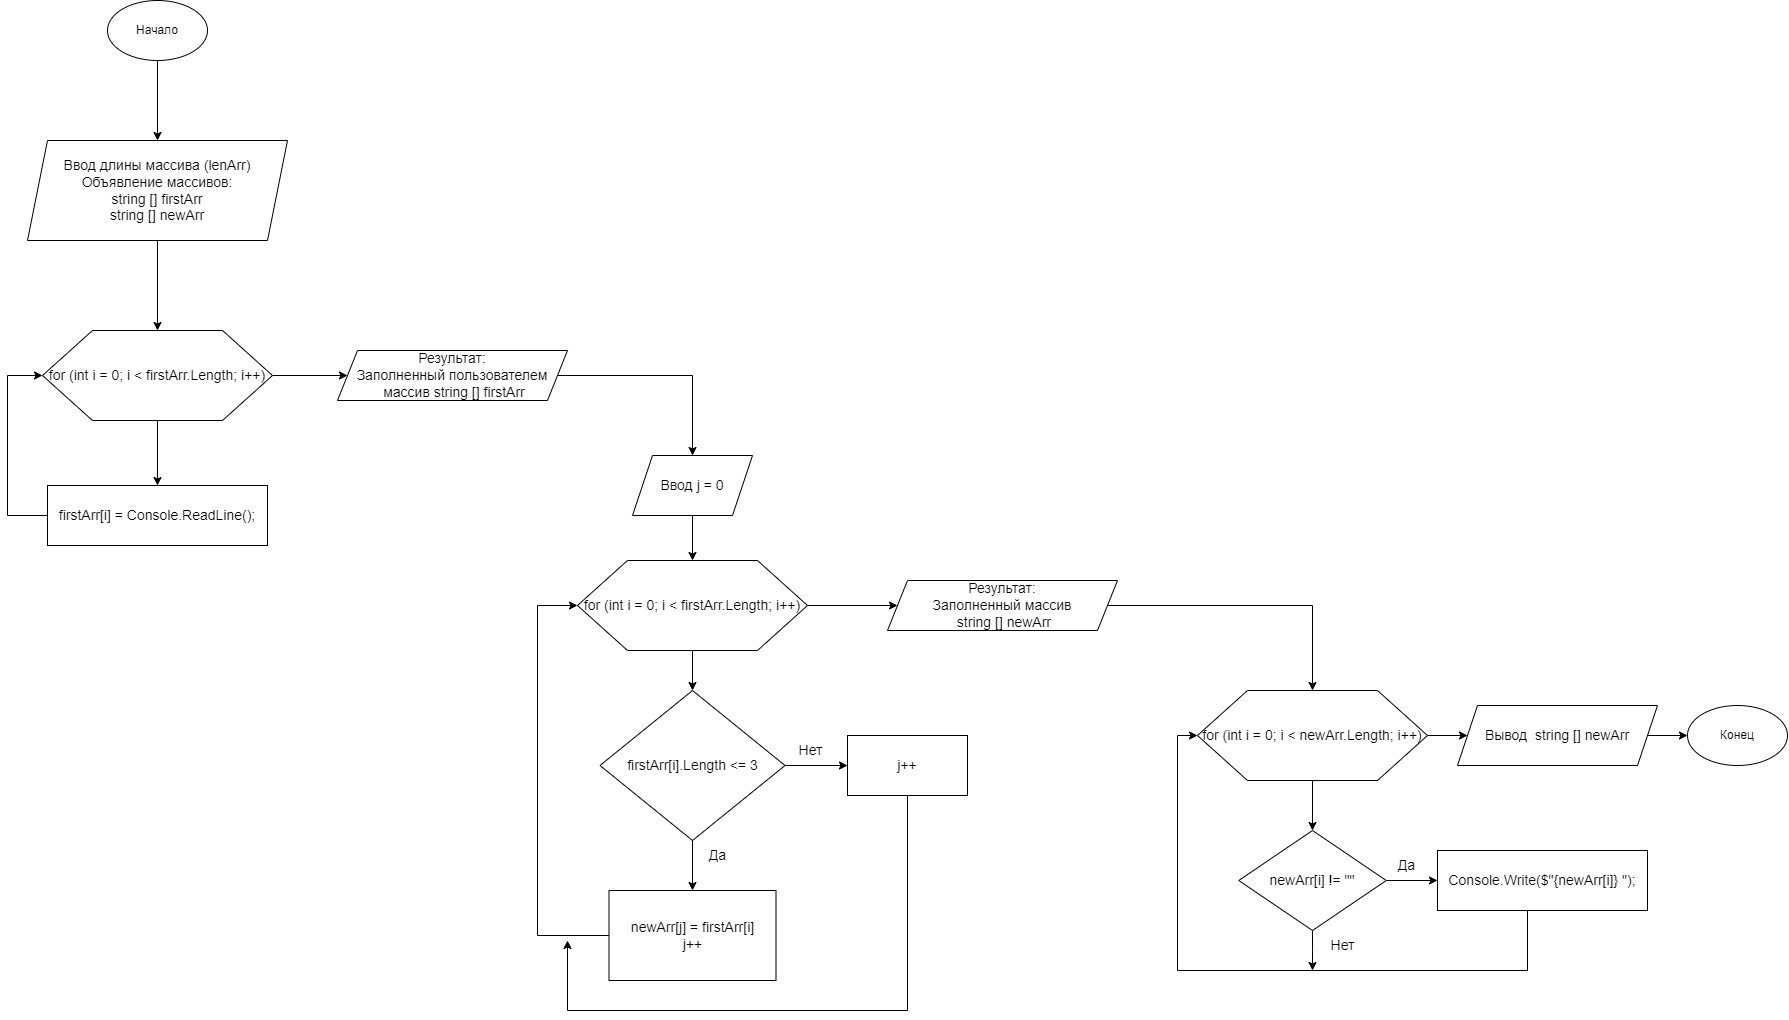 Начало
Ввод длины массива (lenArr)
Объявление массивов:
string [] firstArr
string [] newArr
for (int i = 0; i < firstArr.Length; i++)
Результат:
Заполненный пользователем
массив string [] firstArr
firstArr[i] = Console.ReadLine();
Ввод j = 0
for (int i = 0; i < firstArr.Length; i++)
Результат:
Заполненный массив
string [] newArr
firstArr[i].Length <= 3
Нет
j++
Да
newArr[j] = firstArr[i]
j++
for (int i = 0; i < newArr.Length; i++)
Вывод  string [] newArr
Конец
newArr[i] != ""
Да
Console.Write($"{newArr[i]} ");
Нет